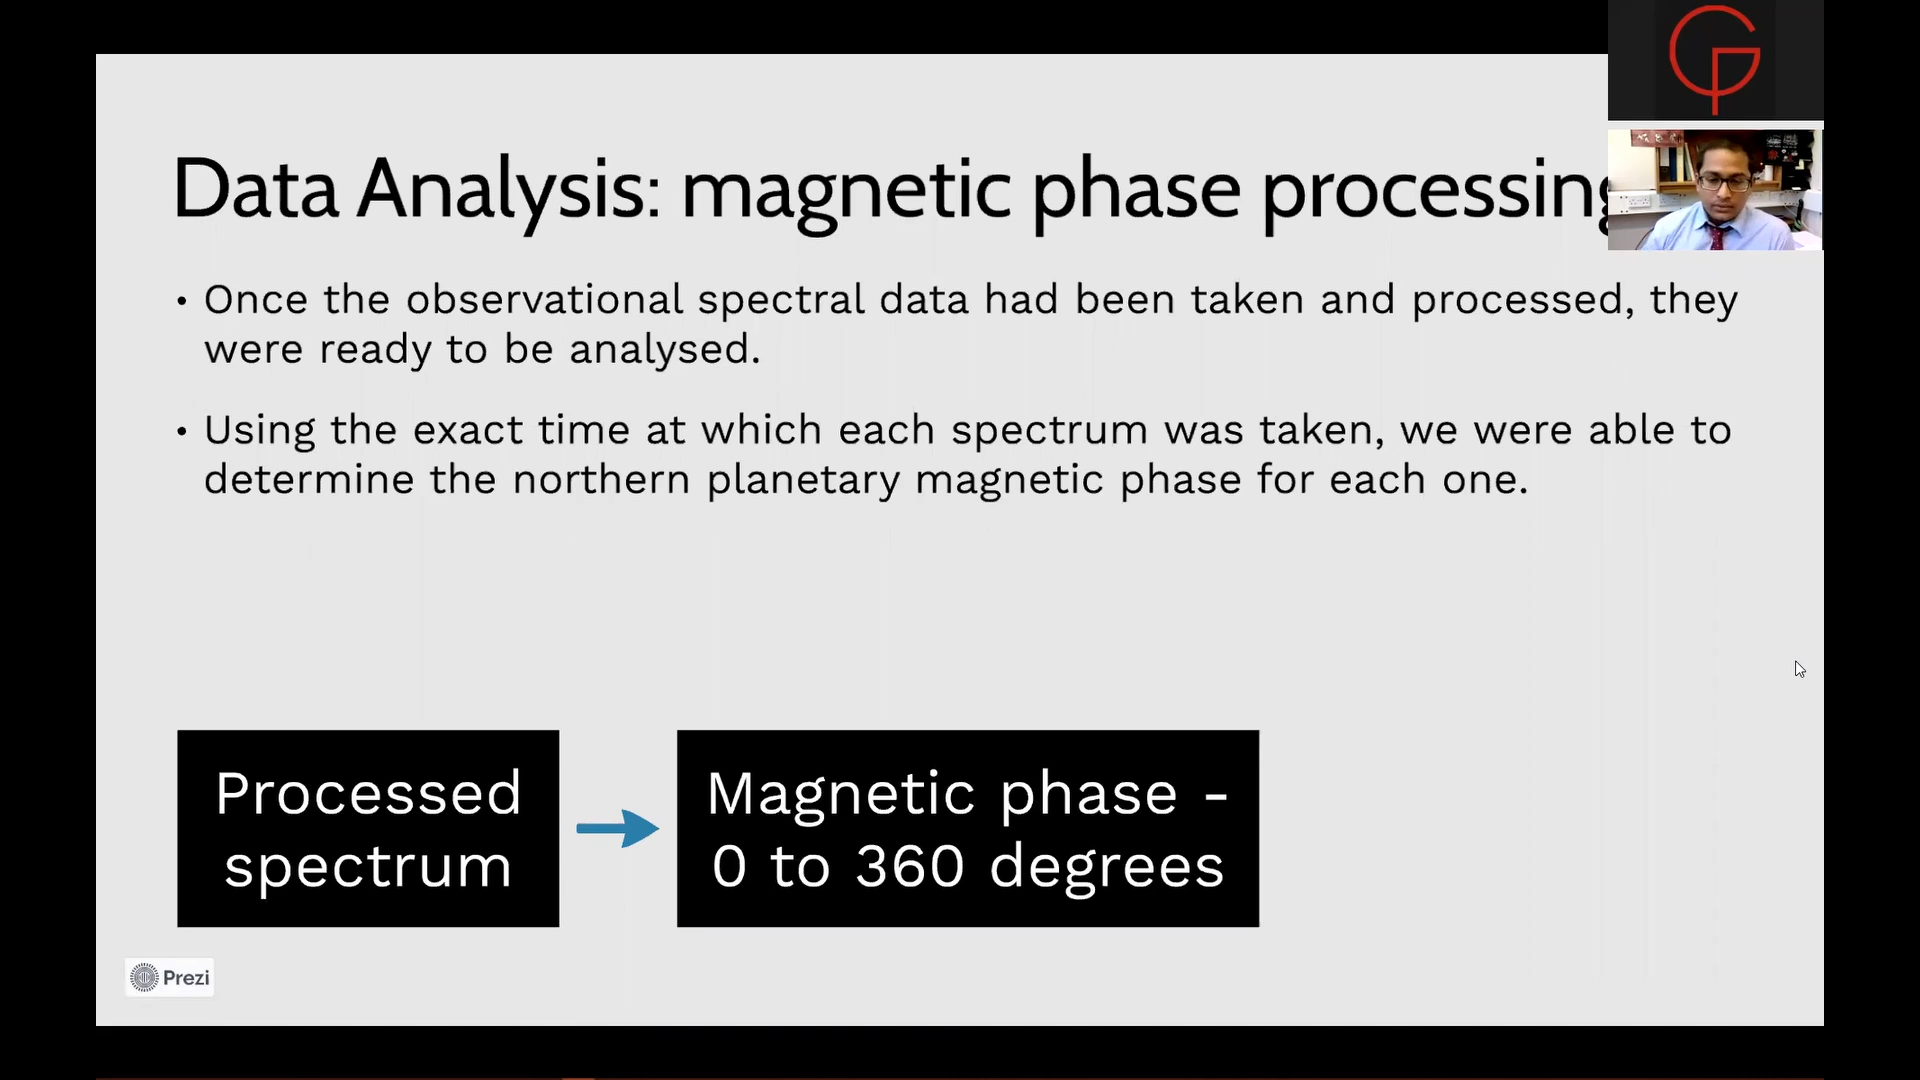 Data Analysis: magnetic phase processing
• Once the observational spectral data had been taken and processed, they
were ready to be analysed.
• Using the exact time at which each spectrum was taken, we were able to
determine the northern planetary magnetic phase for each one.
Processed
spectrum
Magnetic phase -
0 to 360 degrees
Prezi